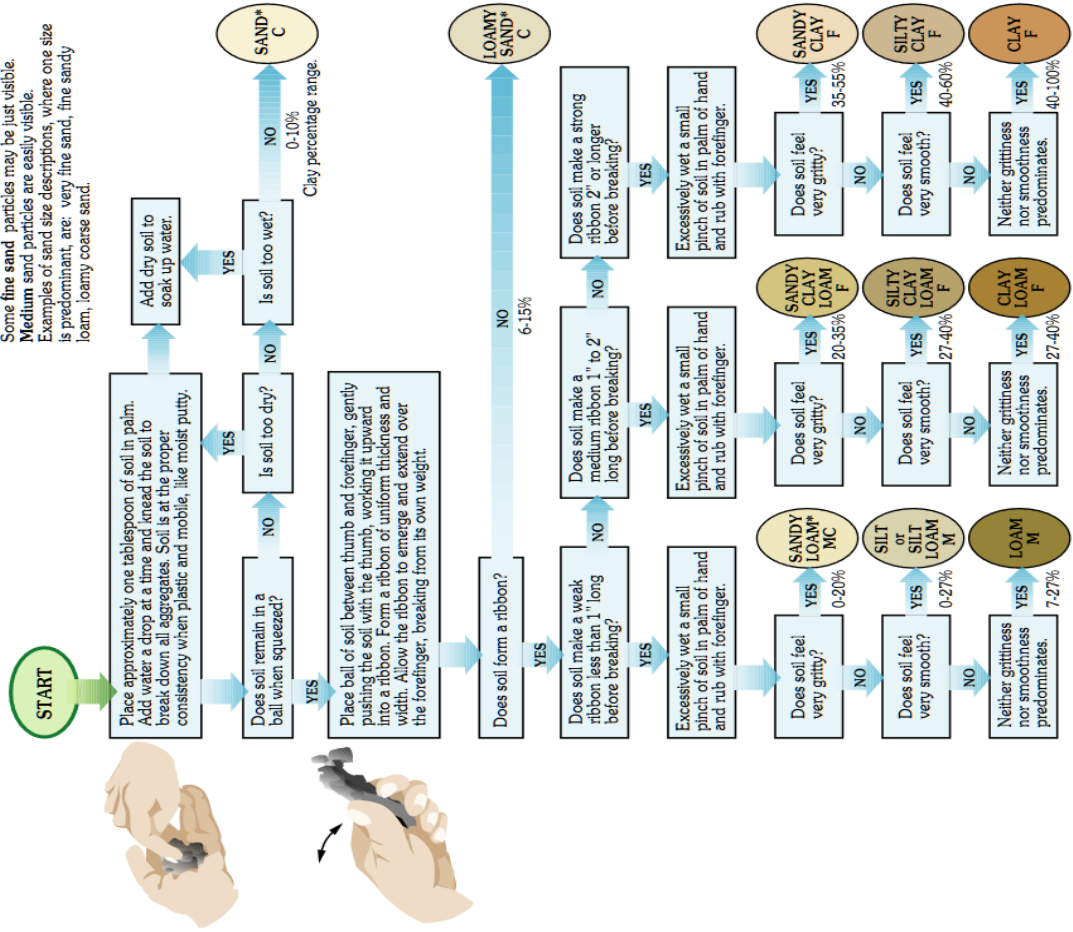 Some fine sand particles may be just visible.
Medium sand particles are easily visible.
Examples of sand size descriptions, where one size
is predominant, are: very fine sand, fine sandy
loam, loamy coarse sand.
START
Place approximately one tablespoon of soil in palm.
Add water a drop at a time and knead the soil to
break down all aggregates. Soil is at the proper
consistency when plastic and mobile, like moist putty.
Add dry soil to
soak up water.
YES
YES
Does soil remain in a
ball when squeezed?
NO
Is soil too dry?
NO
Is soil too wet?
NO
0-10%
Clay percentage range.
SAND*
C
YES
Place ball of soil between thumb and forefinger, gently
pushing the soil with the thumb, working it upward
into a ribbon. Form a ribbon of uniform thickness and
width. Allow the ribbon to emerge and extend over
the forefinger, breaking from its own weight.
Does soil form a ribbon?
NO
6-15%
LOAMY
SAND*
C
YES
Does soil make a weak
ribbon less than 1" long
before breaking?
NO
Does soil make a
medium ribbon 1" to 2"
long before breaking?
NO
Does soil make a strong
ribbon 2" or longer
before breaking?
YES
YES
YES
Excessively wet a small
pinch of soil in palm of hand
and rub with forefinger.
Excessively wet a small
pinch of soil in palm of hand
and rub with forefinger.
Excessively wet a small
pinch of soil in palm of hand
and rub with forefinger.
Does soil feel
very gritty?
YES
0-20%
SANDY
LOAM*
MC
Does soil feel
very gritty?
YES
20-35%
SANDY
CLAY
LOAM
F
Does soil feel
very gritty?
YES
35-55%
SANDY
CLAY
F
NO
NO
NO
Does soil feel
very smooth?
YES
0-27%
SILT
or
SILT
LOAM
M
Does soil feel
very smooth?
YES
27-40%
SILTY
CLAY
LOAM
F
Does soil feel
very smooth?
YES
40-60%
SILTY
CLAY
F
NO
NO
NO
Neither grittiness
nor smoothness
predominates.
YES
7-27%
LOAM
M
Neither grittiness
nor smoothness
predominates.
YES
27-40%
CLAY
LOAM
F
Neither grittiness
nor smoothness
predominates.
YES
40-100%
CLAY
F